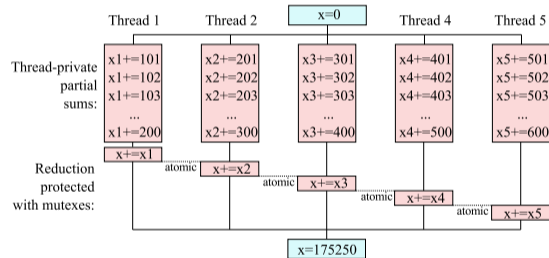 Thread 1
Thread 2
x=0
Thread 4
Thread 5
Thread-private
partial
sums:
x1+=101
x1+=102
x1+=103
...
x1+=200
x2+=201
x2+=202
x2+=203
...
x2+=300
x3+=301
x3+=302
x3+=303
...
x3+=400
x4+=401
x4+=402
x4+=403
...
x4+=500
x5+=501
x5+=502
x5+=503
...
x5+=600
Reduction
protected
with mutexes:
x+=x1
atomic
x+=x2
atomic
x+=x3
atomic
x+=x4
atomic
x+=x5
x=175250